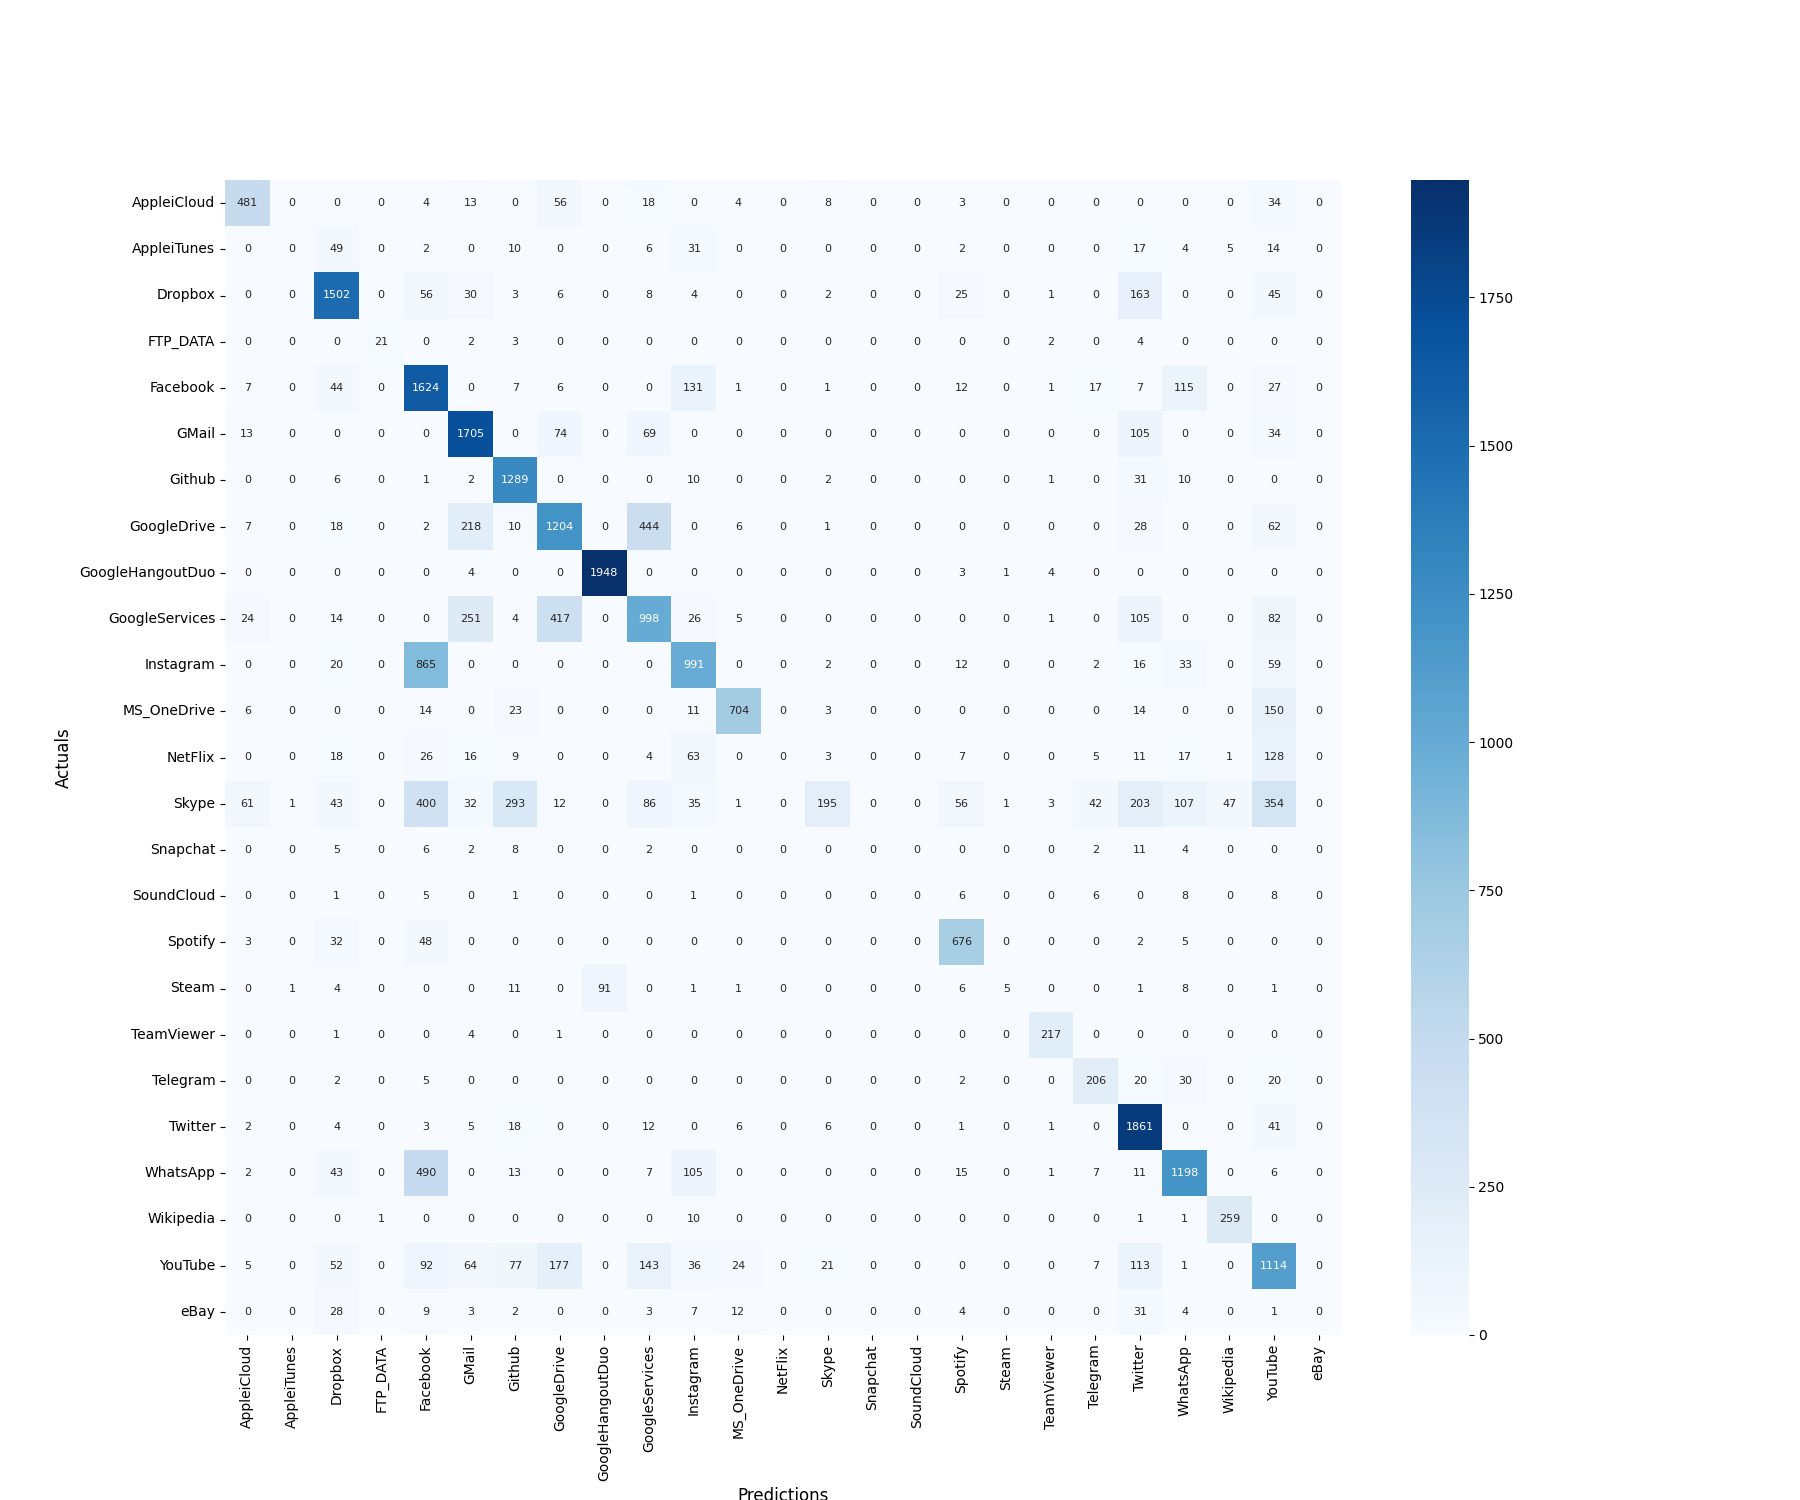 AppleiCloud 481 0 0 0 4 13 0 56 0 18 0 4 0 8 0 0 3 0 0 0 0 0 0 34 0
AppleiTunes 0 0 49 0 2 0 10 0 0 6 31 0 0 0 0 0 2 0 0 0 17 4 5 14 0
Dropbox 0 0 1502 0 56 30 3 6 0 8 4 0 0 2 0 0 25 0 1 0 163 0 0 45 0
1750
FTP_DATA 0 0 0 21 0 2 3 0 0 0 0 0 0 0 0 0 0 0 2 0 4 0 0 0 0
Facebook 7 0 44 0 1624 0 7 6 0 0 131 1 0 1 0 0 12 0 1 17 7 115 0 27 0
GMail 13 0 0 0 0 1705 0 74 0 69 0 0 0 0 0 0 0 0 0 0 105 0 0 34 0
1500
Github 0 0 6 0 1 2 1289 0 0 0 10 0 0 2 0 0 0 0 1 0 31 10 0 0 0
GoogleDrive 7 0 18 0 2 218 10 1204 0 444 0 6 0 1 0 0 0 0 0 0 28 0 0 62 0
GoogleHangoutDuo 0 0 0 0 0 4 0 0 1948 0 0 0 0 0 0 0 3 1 4 0 0 0 0 0 0
1250
GoogleServices 24 0 14 0 0 251 4 417 0 998 26 5 0 0 0 0 0 0 1 0 105 0 0 82 0
Instagram 0 0 20 0 865 0 0 0 0 0 991 0 0 2 0 0 12 0 0 2 16 33 0 59 0
MS_OneDrive 6 0 0 0 14 0 23 0 0 0 11 704 0 3 0 0 0 0 0 0 14 0 0 150 0
1000
Actuals
NetFlix 0 0 18 0 26 16 9 0 0 4 63 0 0 3 0 0 7 0 0 5 11 17 1 128 0
Skype 61 1 43 0 400 32 293 12 0 86 35 1 0 195 0 0 56 1 3 42 203 107 47 354 0
Snapchat 0 0 5 0 6 2 8 0 0 2 0 0 0 0 0 0 0 0 0 2 11 4 0 0 0
SoundCloud 0 0 1 0 5 0 1 0 0 0 1 0 0 0 0 0 6 0 0 6 0 8 0 8 0
750
Spotify 3 0 32 0 48 0 0 0 0 0 0 0 0 0 0 0 676 0 0 0 2 5 0 0 0
Steam 0 1 4 0 0 0 11 0 91 0 1 1 0 0 0 0 6 5 0 0 1 8 0 1 0
TeamViewer 0 0 1 0 0 4 0 1 0 0 0 0 0 0 0 0 0 0 217 0 0 0 0 0 0
500
Telegram 0 0 2 0 5 0 0 0 0 0 0 0 0 0 0 0 2 0 0 206 20 30 0 20 0
Twitter 2 0 4 0 3 5 18 0 0 12 0 6 0 6 0 0 1 0 1 0 1861 0 0 41 0
WhatsApp 2 0 43 0 490 0 13 0 0 7 105 0 0 0 0 0 15 0 1 7 11 1198 0 6 0
250
Wikipedia 0 0 0 1 0 0 0 0 0 0 10 0 0 0 0 0 0 0 0 0 1 1 259 0 0
YouTube 5 0 52 0 92 64 77 177 0 143 36 24 0 21 0 0 0 0 0 7 113 1 0 1114 0
eBay 0 0 28 0 9 3 2 0 0 3 7 12 0 0 0 0 4 0 0 0 31 4 0 1 0
0
AppleiCloud
AppleiTunes
Dropbox
FTP_DATA
Facebook
GMail
Github
GoogleDrive
GoogleHangoutDuo
GoogleServices
Instagram
MS_OneDrive
NetFlix
Skype
Snapchat
SoundCloud
Spotify
Steam
TeamViewer
Telegram
Twitter
WhatsApp
Wikipedia
YouTube
eBay
Predictions